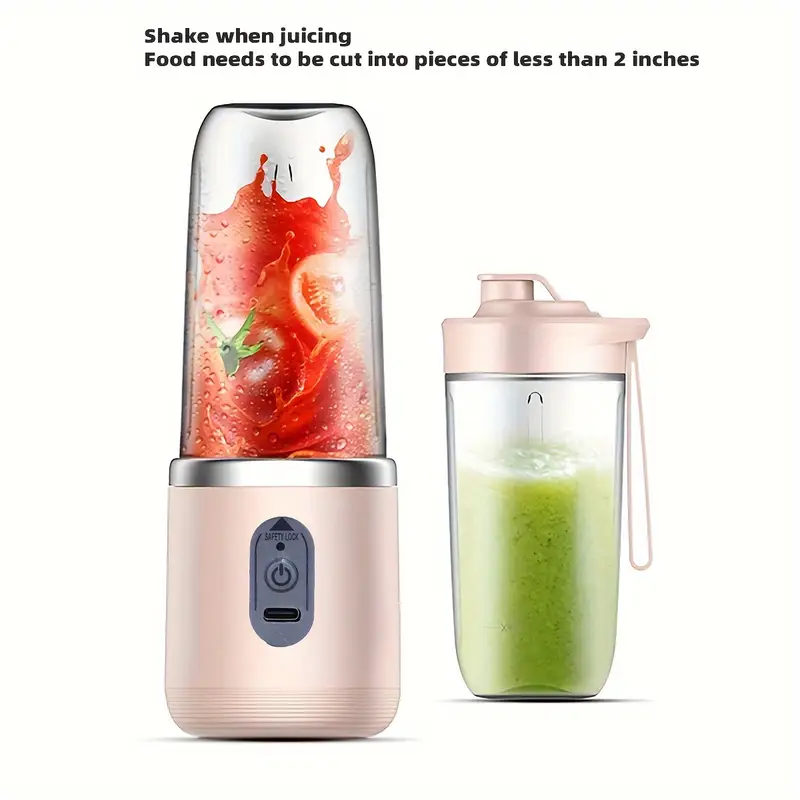 Shake when juicing
Food needs to be cut into pieces of less than 2 inches
SAFETY LOCK